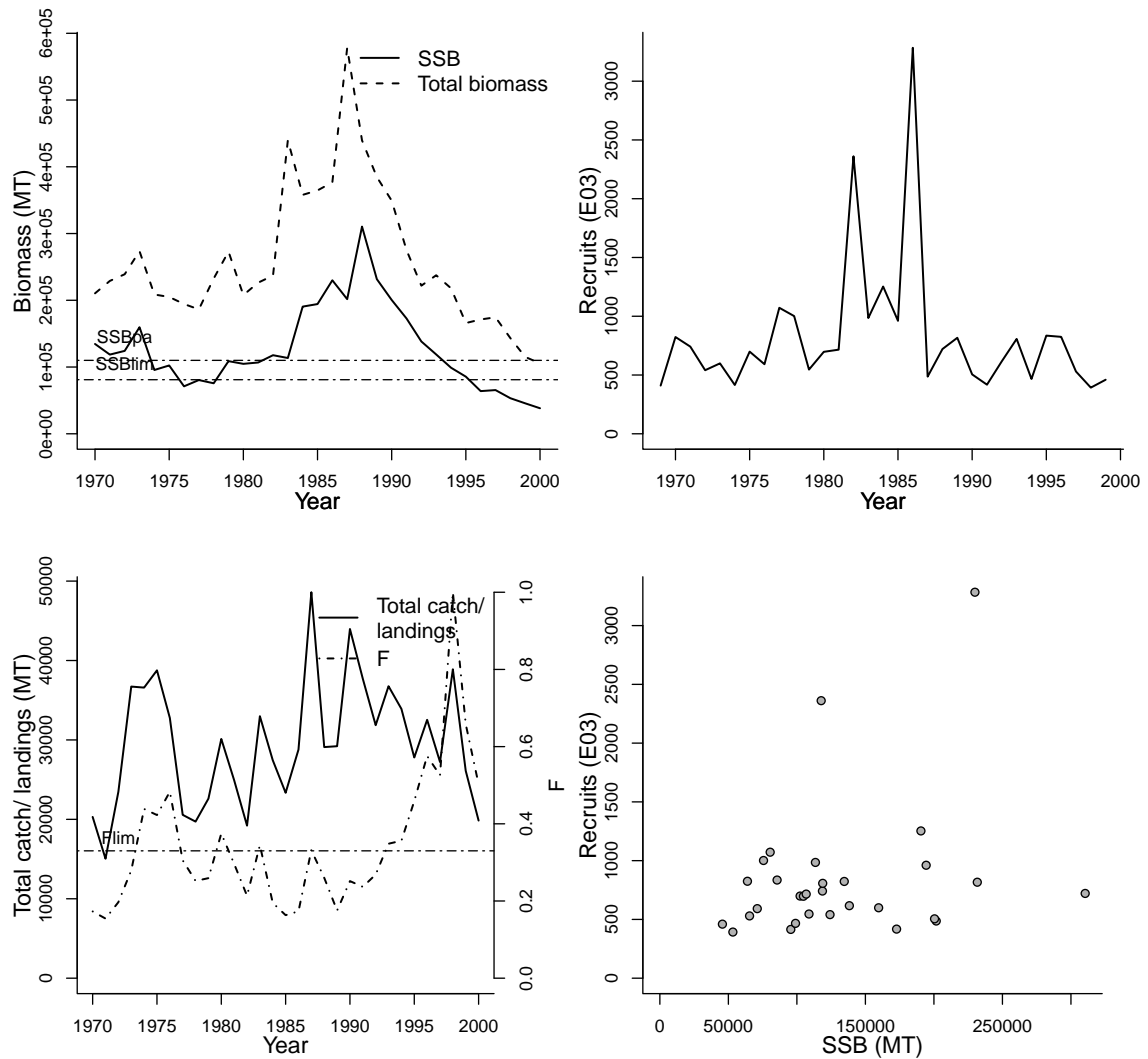 6e+05
5e+05
4e+05
3e+05
2e+05
1e+05
0e+00
Biomass (MT)
SSB
Total biomass
SSBpa
SSBlim
1970
1975
1980
1985
1990
1995
2000
Year
3000
2500
2000
1500
1000
500
0
Recruits (E03)
1970
1975
1980
1985
1990
1995
2000
Year
50000
40000
30000
20000
10000
0
Total catch/ landings (MT)
Total catch/
landings
F
Flim
1.0
0.8
0.6
0.4
0.2
0.0
F
1970
1975
1980
1985
1990
1995
2000
Year
3000
2500
2000
1500
1000
500
0
Recruits (E03)
0
50000
150000
250000
SSB (MT)